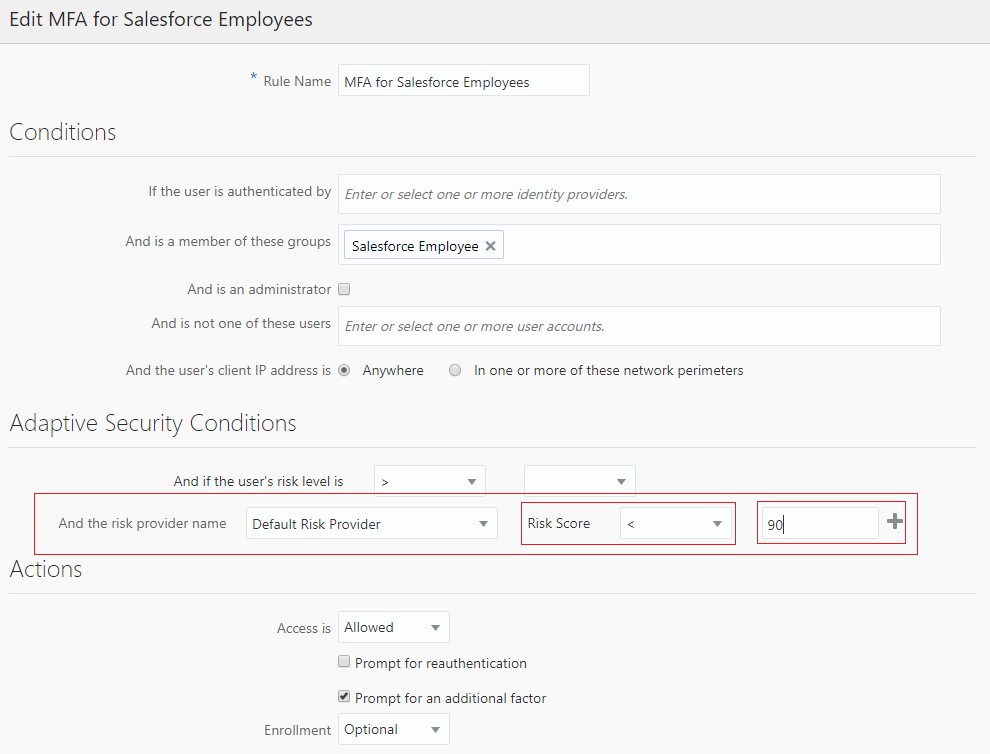 Edit MFA for Salesforce Employees
* Rule Name MFA for Salesforce Employees
Conditions
If the user is authenticated by Enter or select one or more identity providers.
And is a member of these groups Salesforce Employee ×
And is an administrator
And is not one of these users Enter or select one or more user accounts.
And the user's client IP address is Anywhere In one or more of these network perimeters
Adaptive Security Conditions
And if the user's risk level is >
And the risk provider name Default Risk Provider Risk Score < 90 +
Actions
Access is Allowed
Prompt for reauthentication
Prompt for an additional factor
Enrollment Optional